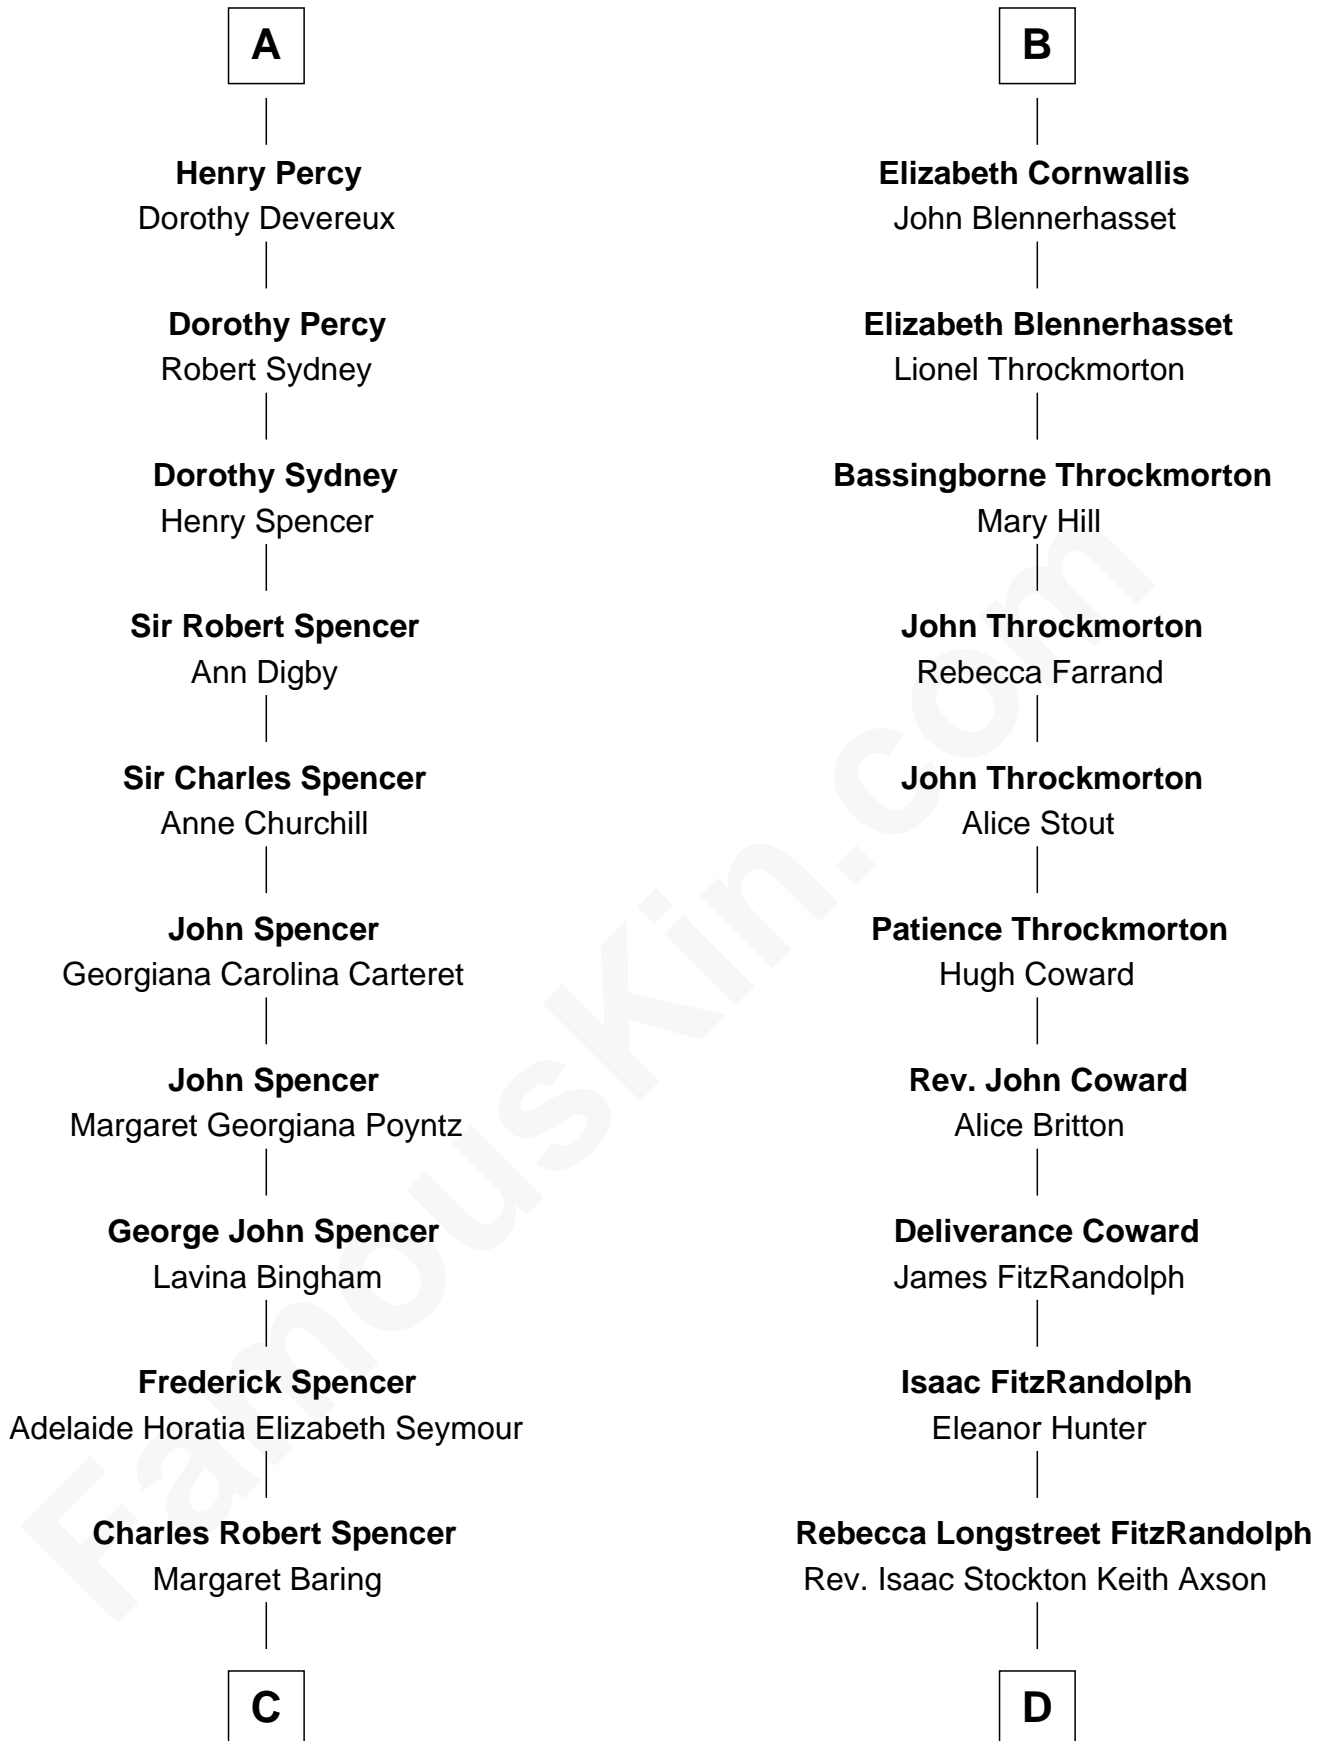 A
Henry Percy
Dorothy Devereux
Dorothy Percy
Robert Sydney
Dorothy Sydney
Henry Spencer
Sir Robert Spencer
Ann Digby
Sir Charles Spencer
Anne Churchill
John Spencer
Georgiana Carolina Carteret
John Spencer
Margaret Georgiana Poyntz
George John Spencer
Lavina Bingham
Frederick Spencer
Adelaide Horatia Elizabeth Seymour
Charles Robert Spencer
Margaret Baring
C
B
Elizabeth Cornwallis
John Blennerhasset
Elizabeth Blennerhasset
Lionel Throckmorton
Bassingborne Throckmorton
Mary Hill
John Throckmorton
Rebecca Farrand
John Throckmorton
Alice Stout
Patience Throckmorton
Hugh Coward
Rev. John Coward
Alice Britton
Deliverance Coward
James FitzRandolph
Isaac FitzRandolph
Eleanor Hunter
Rebecca Longstreet FitzRandolph
Rev. Isaac Stockton Keith Axson
D
FamousKin.com